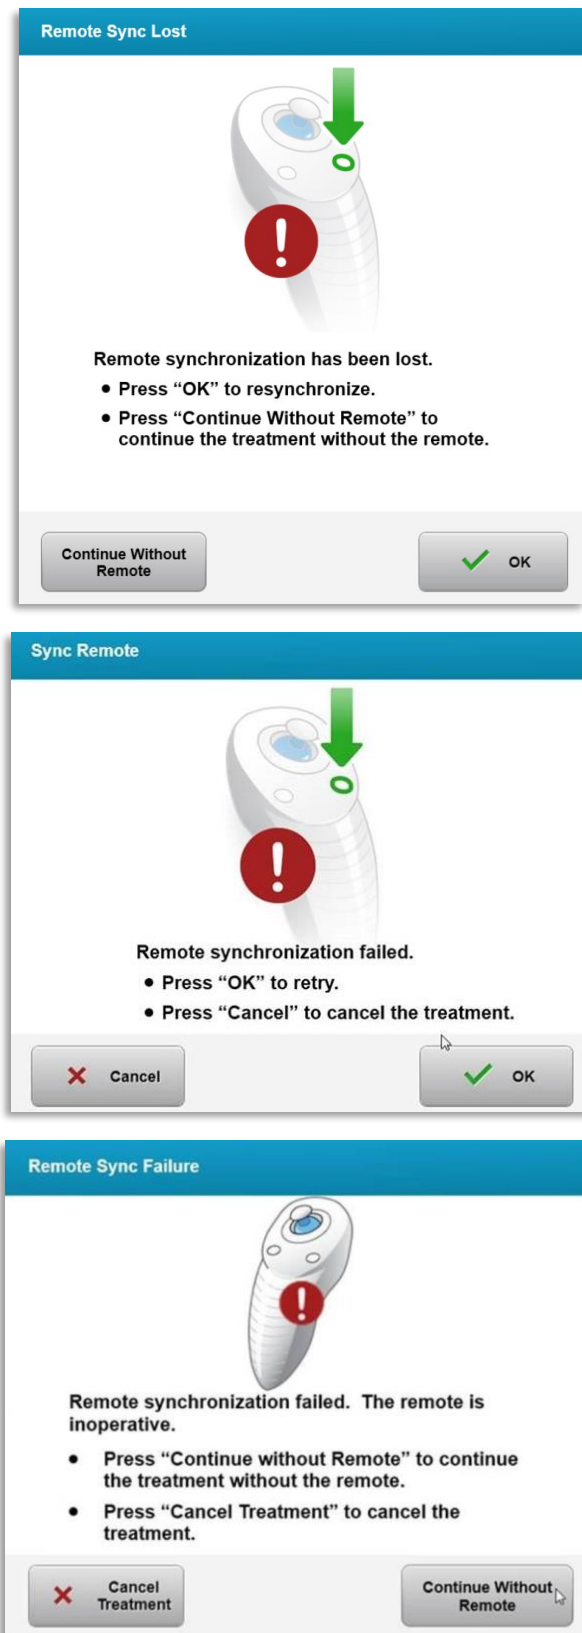 Remote Sync Lost
Remote synchronization has been lost.
● Press “OK” to resynchronize.
● Press “Continue Without Remote” to
continue the treatment without the remote.
Continue Without
Remote
OK
Sync Remote
Remote synchronization failed.
● Press “OK” to retry.
● Press “Cancel” to cancel the treatment.
Cancel
OK
Remote Sync Failure
Remote synchronization failed. The remote is
inoperative.
● Press “Continue without Remote” to continue
the treatment without the remote.
● Press “Cancel Treatment” to cancel the
treatment.
Cancel
Treatment
Continue Without
Remote